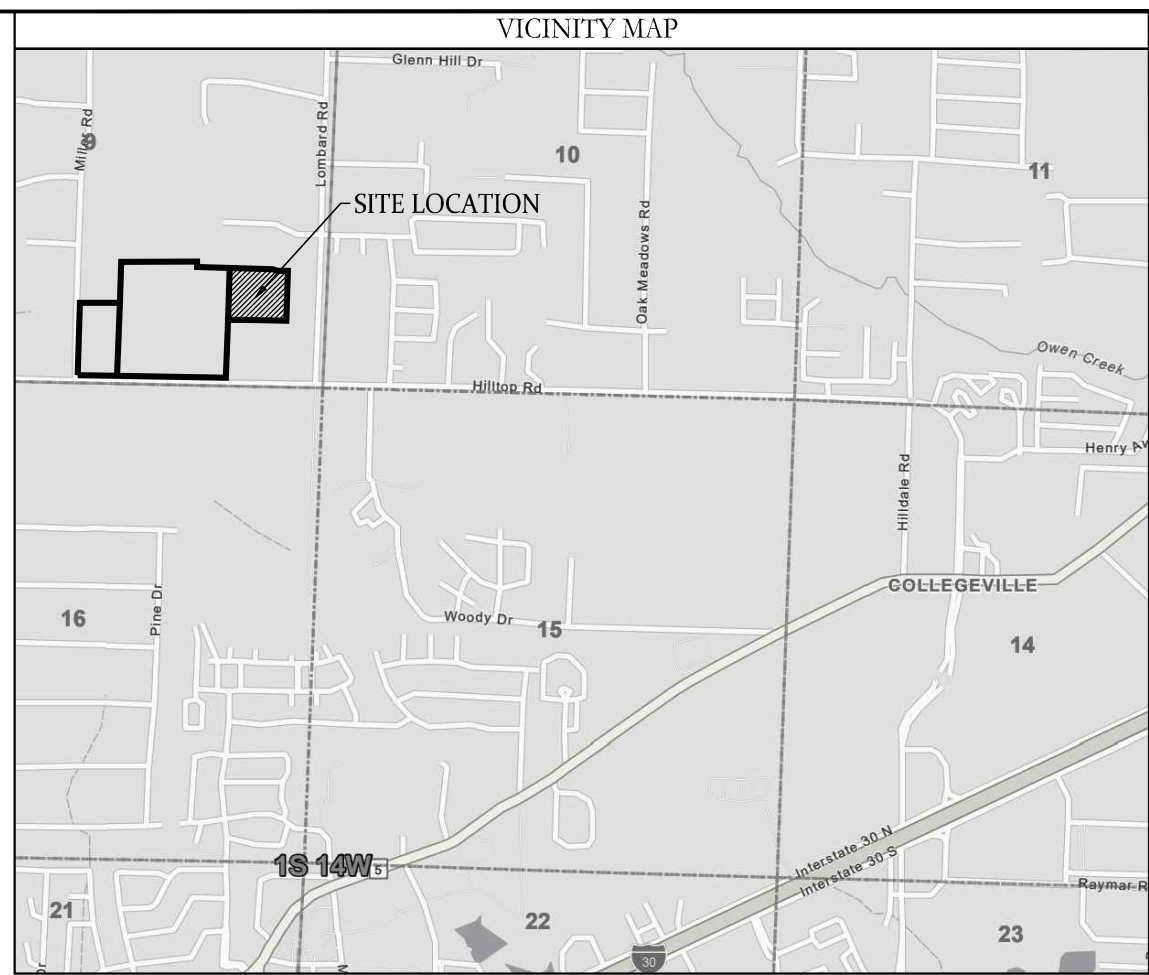 VICINITY MAP
Glenn Hill Dr
Miller Rd
9
Lombard Rd
10
11
SITE LOCATION
Oak Meadows Rd
Owen Creek
Hilltop Rd
Henry Av
Hilldale Rd
COLLEGEVILLE
16
Pine Dr
Woody Dr
15
14
1S 14W
5
Interstate 30 N
Interstate 30 S
Raymar R
21
22
23
30
Dr
N